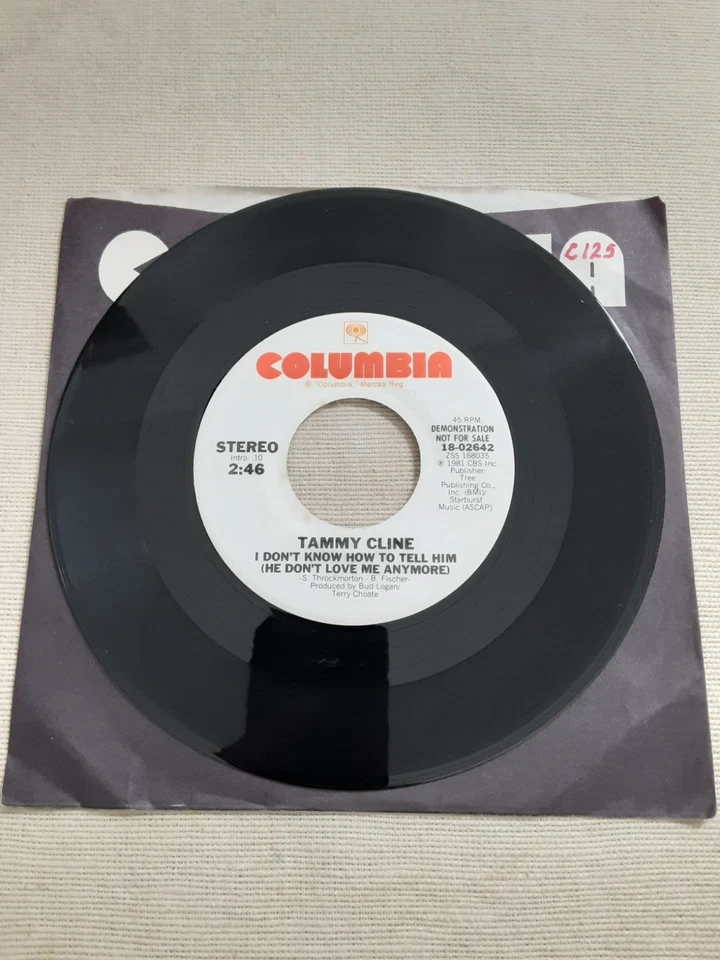 C125
COLUMBIA
® "Columbia," Marcas Reg.
STEREO
Intro. :10
2:46
45 RPM
DEMONSTRATION
NOT FOR SALE
18-02642
ZSS 168035
℗ 1981 CBS Inc.
Publisher:
Tree
Publishing Co.,
Inc. (BMI)/
Starburst
Music (ASCAP)
TAMMY CLINE
I DON'T KNOW HOW TO TELL HIM
(HE DON'T LOVE ME ANYMORE)
-S. Throckmorton - B. Fischer-
Produced by Bud Logan/
Terry Choate